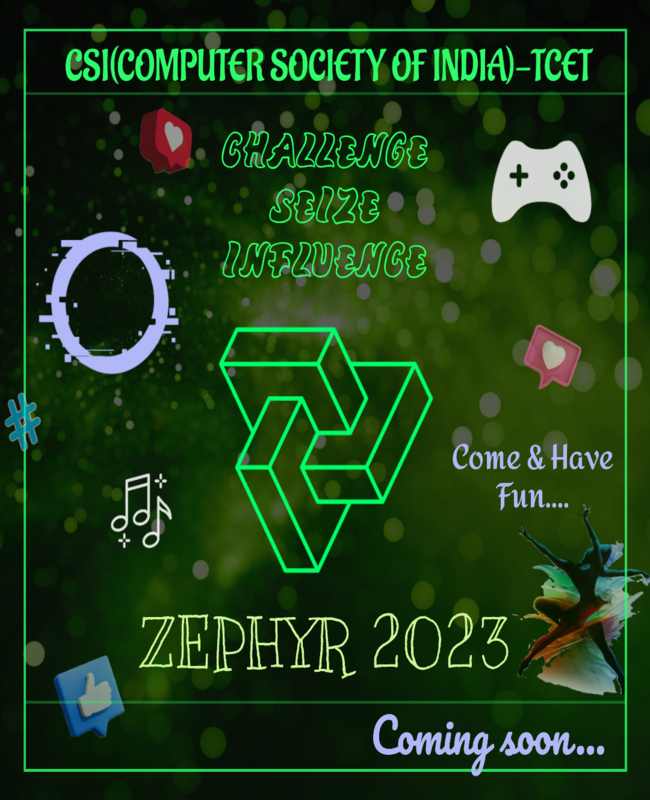 CSI(COMPUTER SOCIETY OF INDIA)-TCET
CHALLENGE
SEIZE
INFLUENCE
#
Come & Have
Fun....
ZEPHYR 2023
Coming soon...